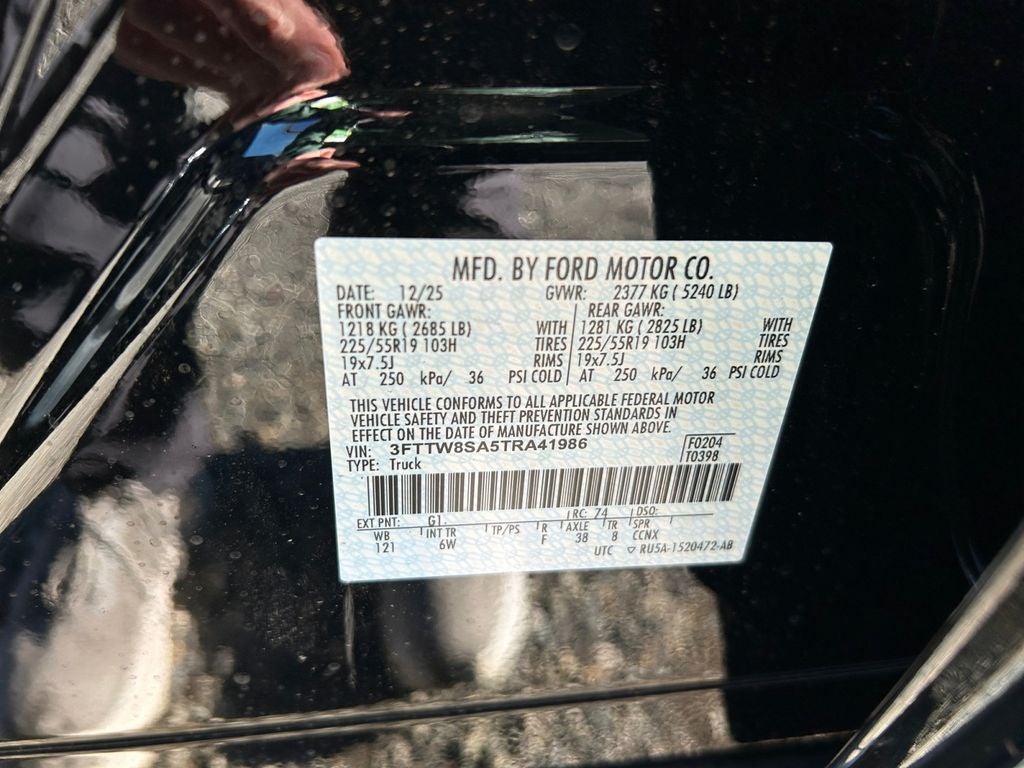 MFD. BY FORD MOTOR CO.
DATE: 12/25 GVWR: 2377 KG ( 5240 LB)
FRONT GAWR: REAR GAWR:
1218 KG ( 2685 LB) WITH 1281 KG ( 2825 LB) WITH
225/55R19 103H TIRES 225/55R19 103H TIRES
19x7.5J RIMS 19x7.5J RIMS
AT 250 kPa/ 36 PSI COLD AT 250 kPa/ 36 PSI COLD
THIS VEHICLE CONFORMS TO ALL APPLICABLE FEDERAL MOTOR
VEHICLE SAFETY AND THEFT PREVENTION STANDARDS IN
EFFECT ON THE DATE OF MANUFACTURE SHOWN ABOVE.
VIN: 3FTTW8SA5TRA41986 F0204
TYPE: Truck T0398
EXT PNT: G1 RC: 74 DSO:
WB INT TR TP/PS R AXLE TR SPR
121 6W F 38 8 CCNX
UTC ▽ RU5A-1520472-AB